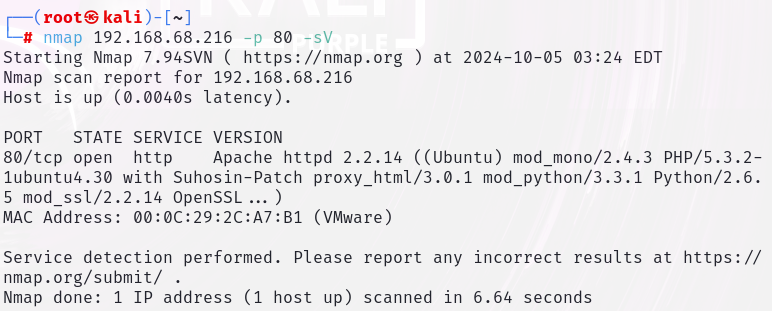 ┌──(root㉿kali)-[~]
└─# nmap 192.168.68.216 -p 80 -sV
Starting Nmap 7.94SVN ( https://nmap.org ) at 2024-10-05 03:24 EDT
Nmap scan report for 192.168.68.216
Host is up (0.0040s latency).

PORT   STATE SERVICE VERSION
80/tcp open  http    Apache httpd 2.2.14 ((Ubuntu) mod_mono/2.4.3 PHP/5.3.2-
1ubuntu4.30 with Suhosin-Patch proxy_html/3.0.1 mod_python/3.3.1 Python/2.6.
5 mod_ssl/2.2.14 OpenSSL...)
MAC Address: 00:0C:29:2C:A7:B1 (VMware)

Service detection performed. Please report any incorrect results at https://
nmap.org/submit/ .
Nmap done: 1 IP address (1 host up) scanned in 6.64 seconds
PURPLE